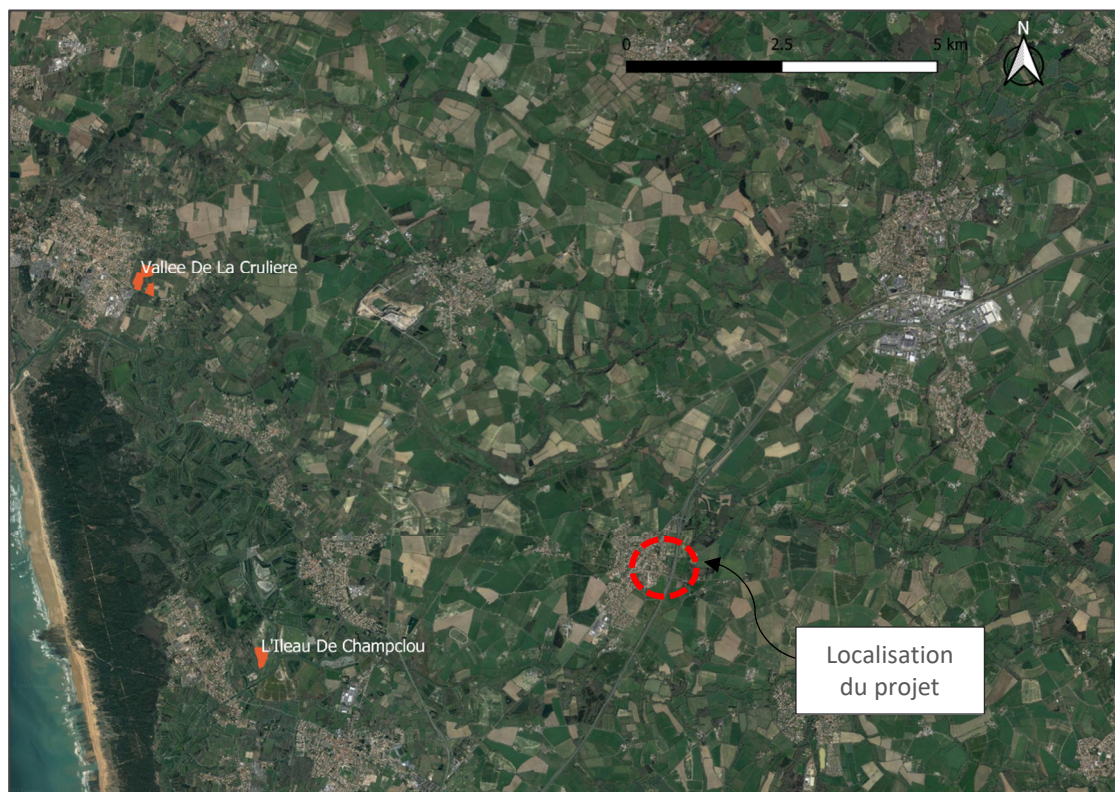 0 2.5 5 km
N
Vallee De La Cruliere
L'Ileau De Champclou
Localisation
du projet